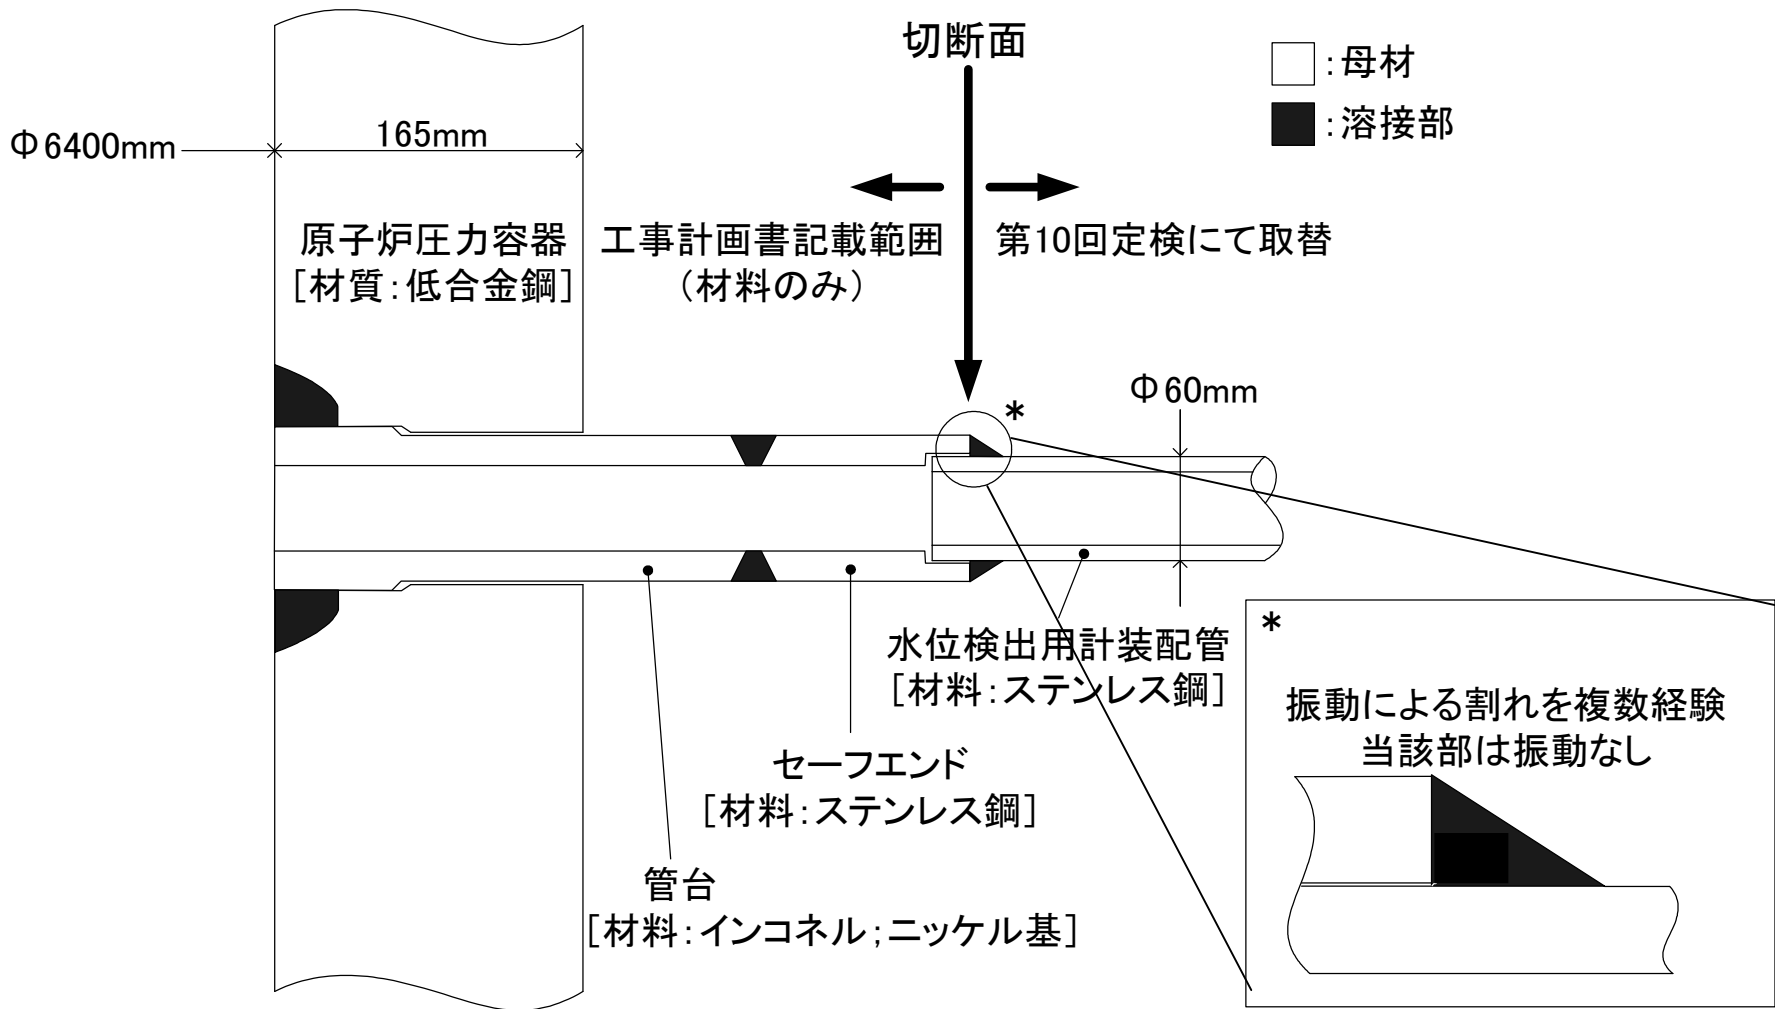 切断面
:母材
:溶接部
Φ6400mm
165mm
原子炉圧力容器
[材質:低合金鋼]
工事計画書記載範囲
(材料のみ)
第10回定検にて取替
*
Φ60mm
水位検出用計装配管
[材料:ステンレス鋼]
セーフエンド
[材料:ステンレス鋼]
管台
[材料:インコネル;ニッケル基]
*
振動による割れを複数経験
当該部は振動なし